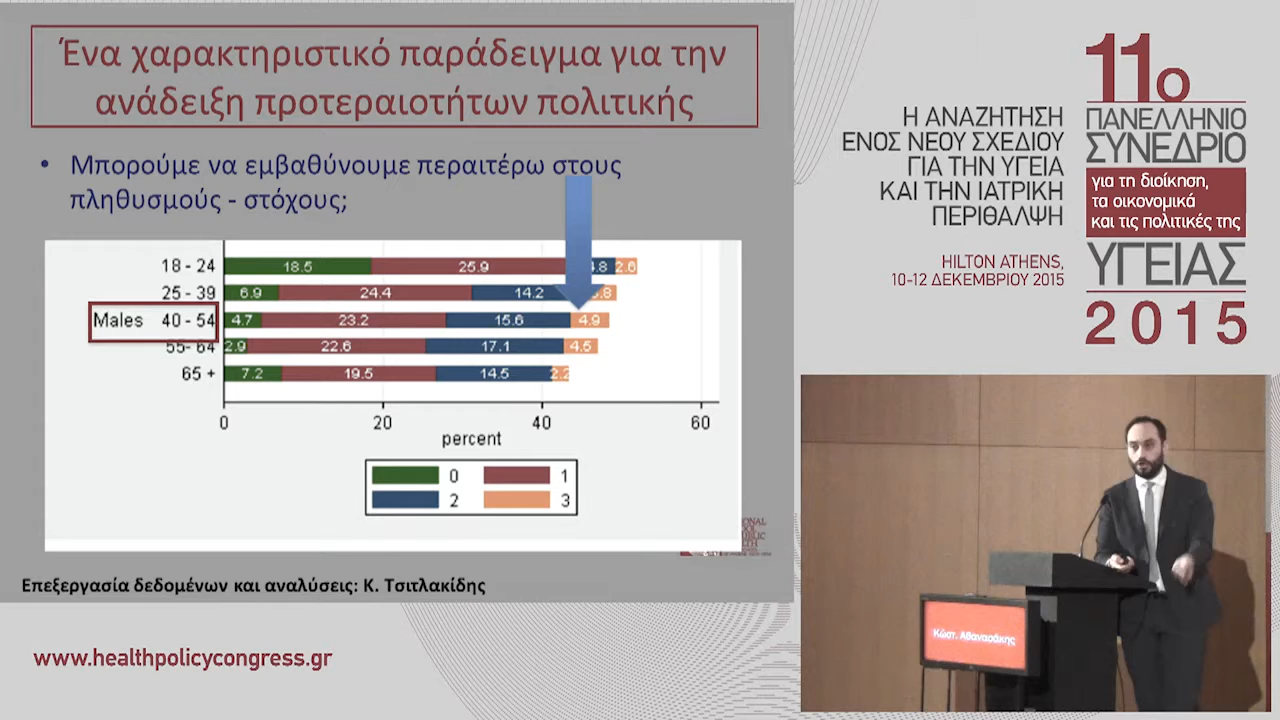 Ένα χαρακτηριστικό παράδειγμα για την
ανάδειξη προτεραιοτήτων πολιτικής
• Μπορούμε να εμβαθύνουμε περαιτέρω στους
πληθυσμούς - στόχους;
18 - 24 18.5 25.9 2.6
25 - 39 6.9 24.4 14.2
Males 40 - 54 4.7 23.2 15.6 4.9
55- 64 2.9 22.6 17.1 4.5
65 + 7.2 19.5 14.5 2.2
0 20 40 60
percent
0 1
2 3
Επεξεργασία δεδομένων και αναλύσεις: Κ. Τσιτλακίδης
www.healthpolicycongress.gr
Η ΑΝΑΖΗΤΗΣΗ
ΕΝΟΣ ΝΕΟΥ ΣΧΕΔΙΟΥ
ΓΙΑ ΤΗΝ ΥΓΕΙΑ
ΚΑΙ ΤΗΝ ΙΑΤΡΙΚΗ
ΠΕΡΙΘΑΛΨΗ
HILTON ATHENS,
10-12 ΔΕΚΕΜΒΡΙΟΥ 2015
11ο
ΠΑΝΕΛΛΗΝΙΟ
ΣΥΝΕΔΡΙΟ
για τη διοίκηση,
τα οικονομικά
και τις πολιτικές της
ΥΓΕΙΑΣ
2015
Κώστ. Αθανασάκης